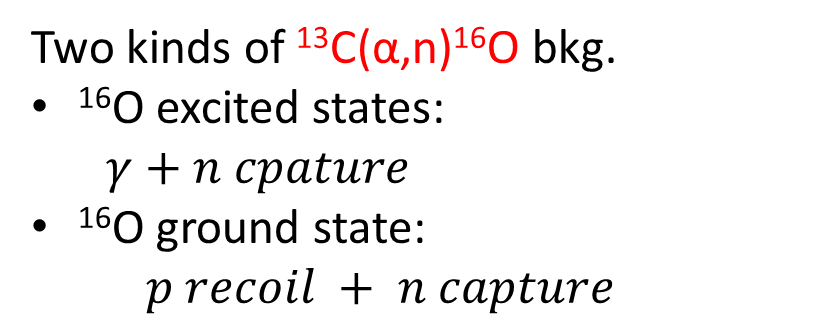 Two kinds of ¹³C(α,n)¹⁶O bkg.
• ¹⁶O excited states:
γ + n cpature
• ¹⁶O ground state:
p recoil + n capture